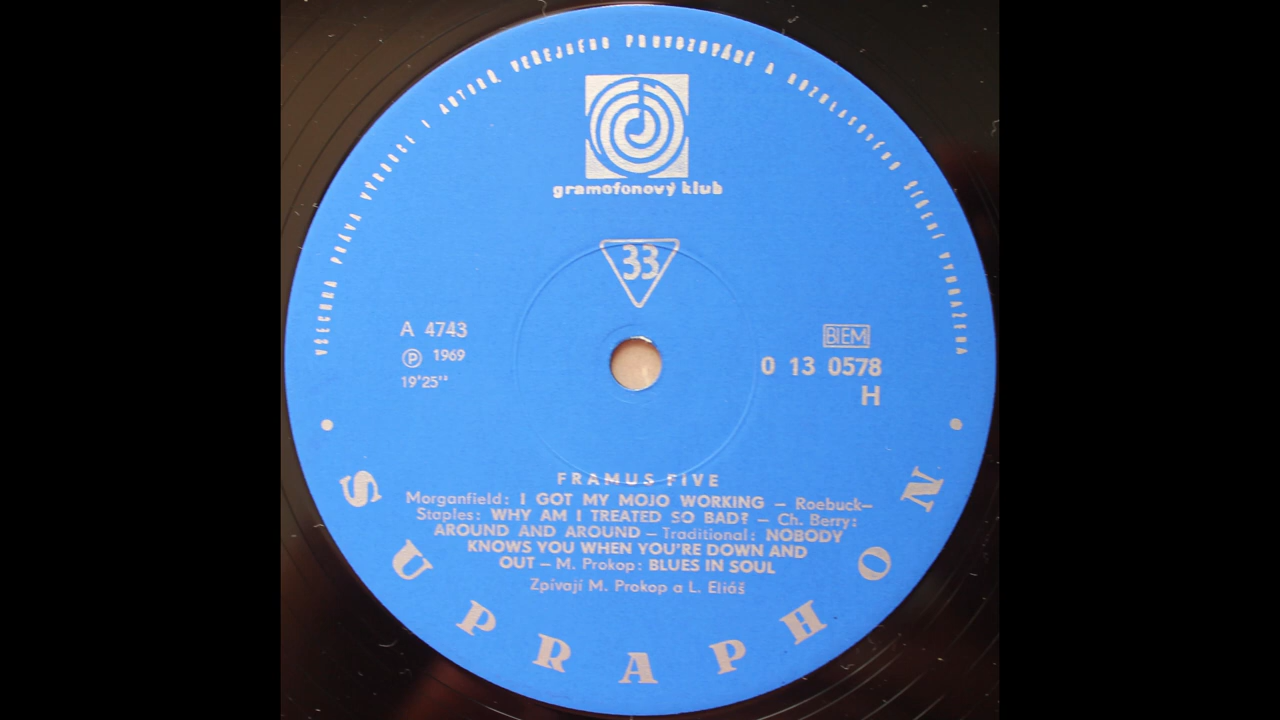 VŠECHNA PRÁVA VÝROBCE I AUTORŮ, VEŘEJNÉHO PROVOZOVÁNÍ A ROZHLASOVÉHO ŠÍŘENÍ VYHRAŽENA
gramofonový klub
33
A 4743
Ⓟ 1969
19'25''
BIEM
0 13 0578
H
FRAMUS FIVE
Morganfield: I GOT MY MOJO WORKING – Roebuck–
Staples: WHY AM I TREATED SO BAD? – Ch. Berry:
AROUND AND AROUND – Traditional: NOBODY
KNOWS YOU WHEN YOU'RE DOWN AND
OUT – M. Prokop: BLUES IN SOUL
Zpívají M. Prokop a L. Eliáš
SUPRAPHON